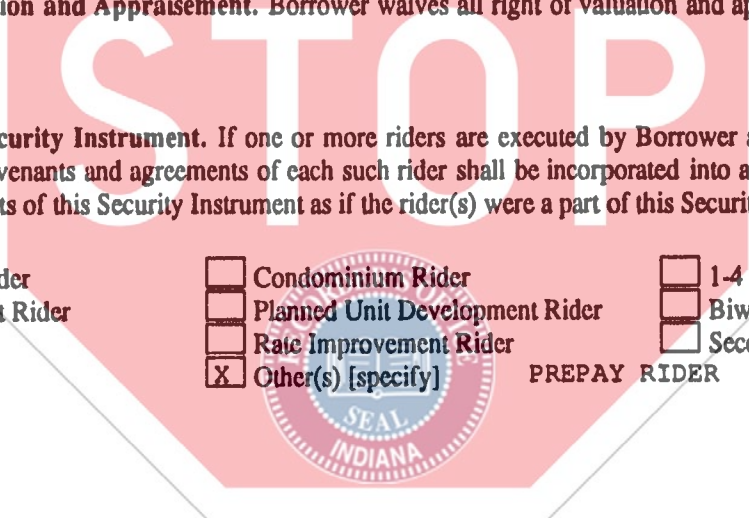 ion and Appraisement. Borrower waives all right of valuation and ap
STOP
curity Instrument. If one or more riders are executed by Borrower a
venants and agreements of each such rider shall be incorporated into a
ts of this Security Instrument as if the rider(s) were a part of this Securit
der Condominium Rider 1-4
t Rider Planned Unit Development Rider Biw
Rate Improvement Rider Seco
X Other(s) [specify] PREPAY RIDER
SEAL
INDIANA